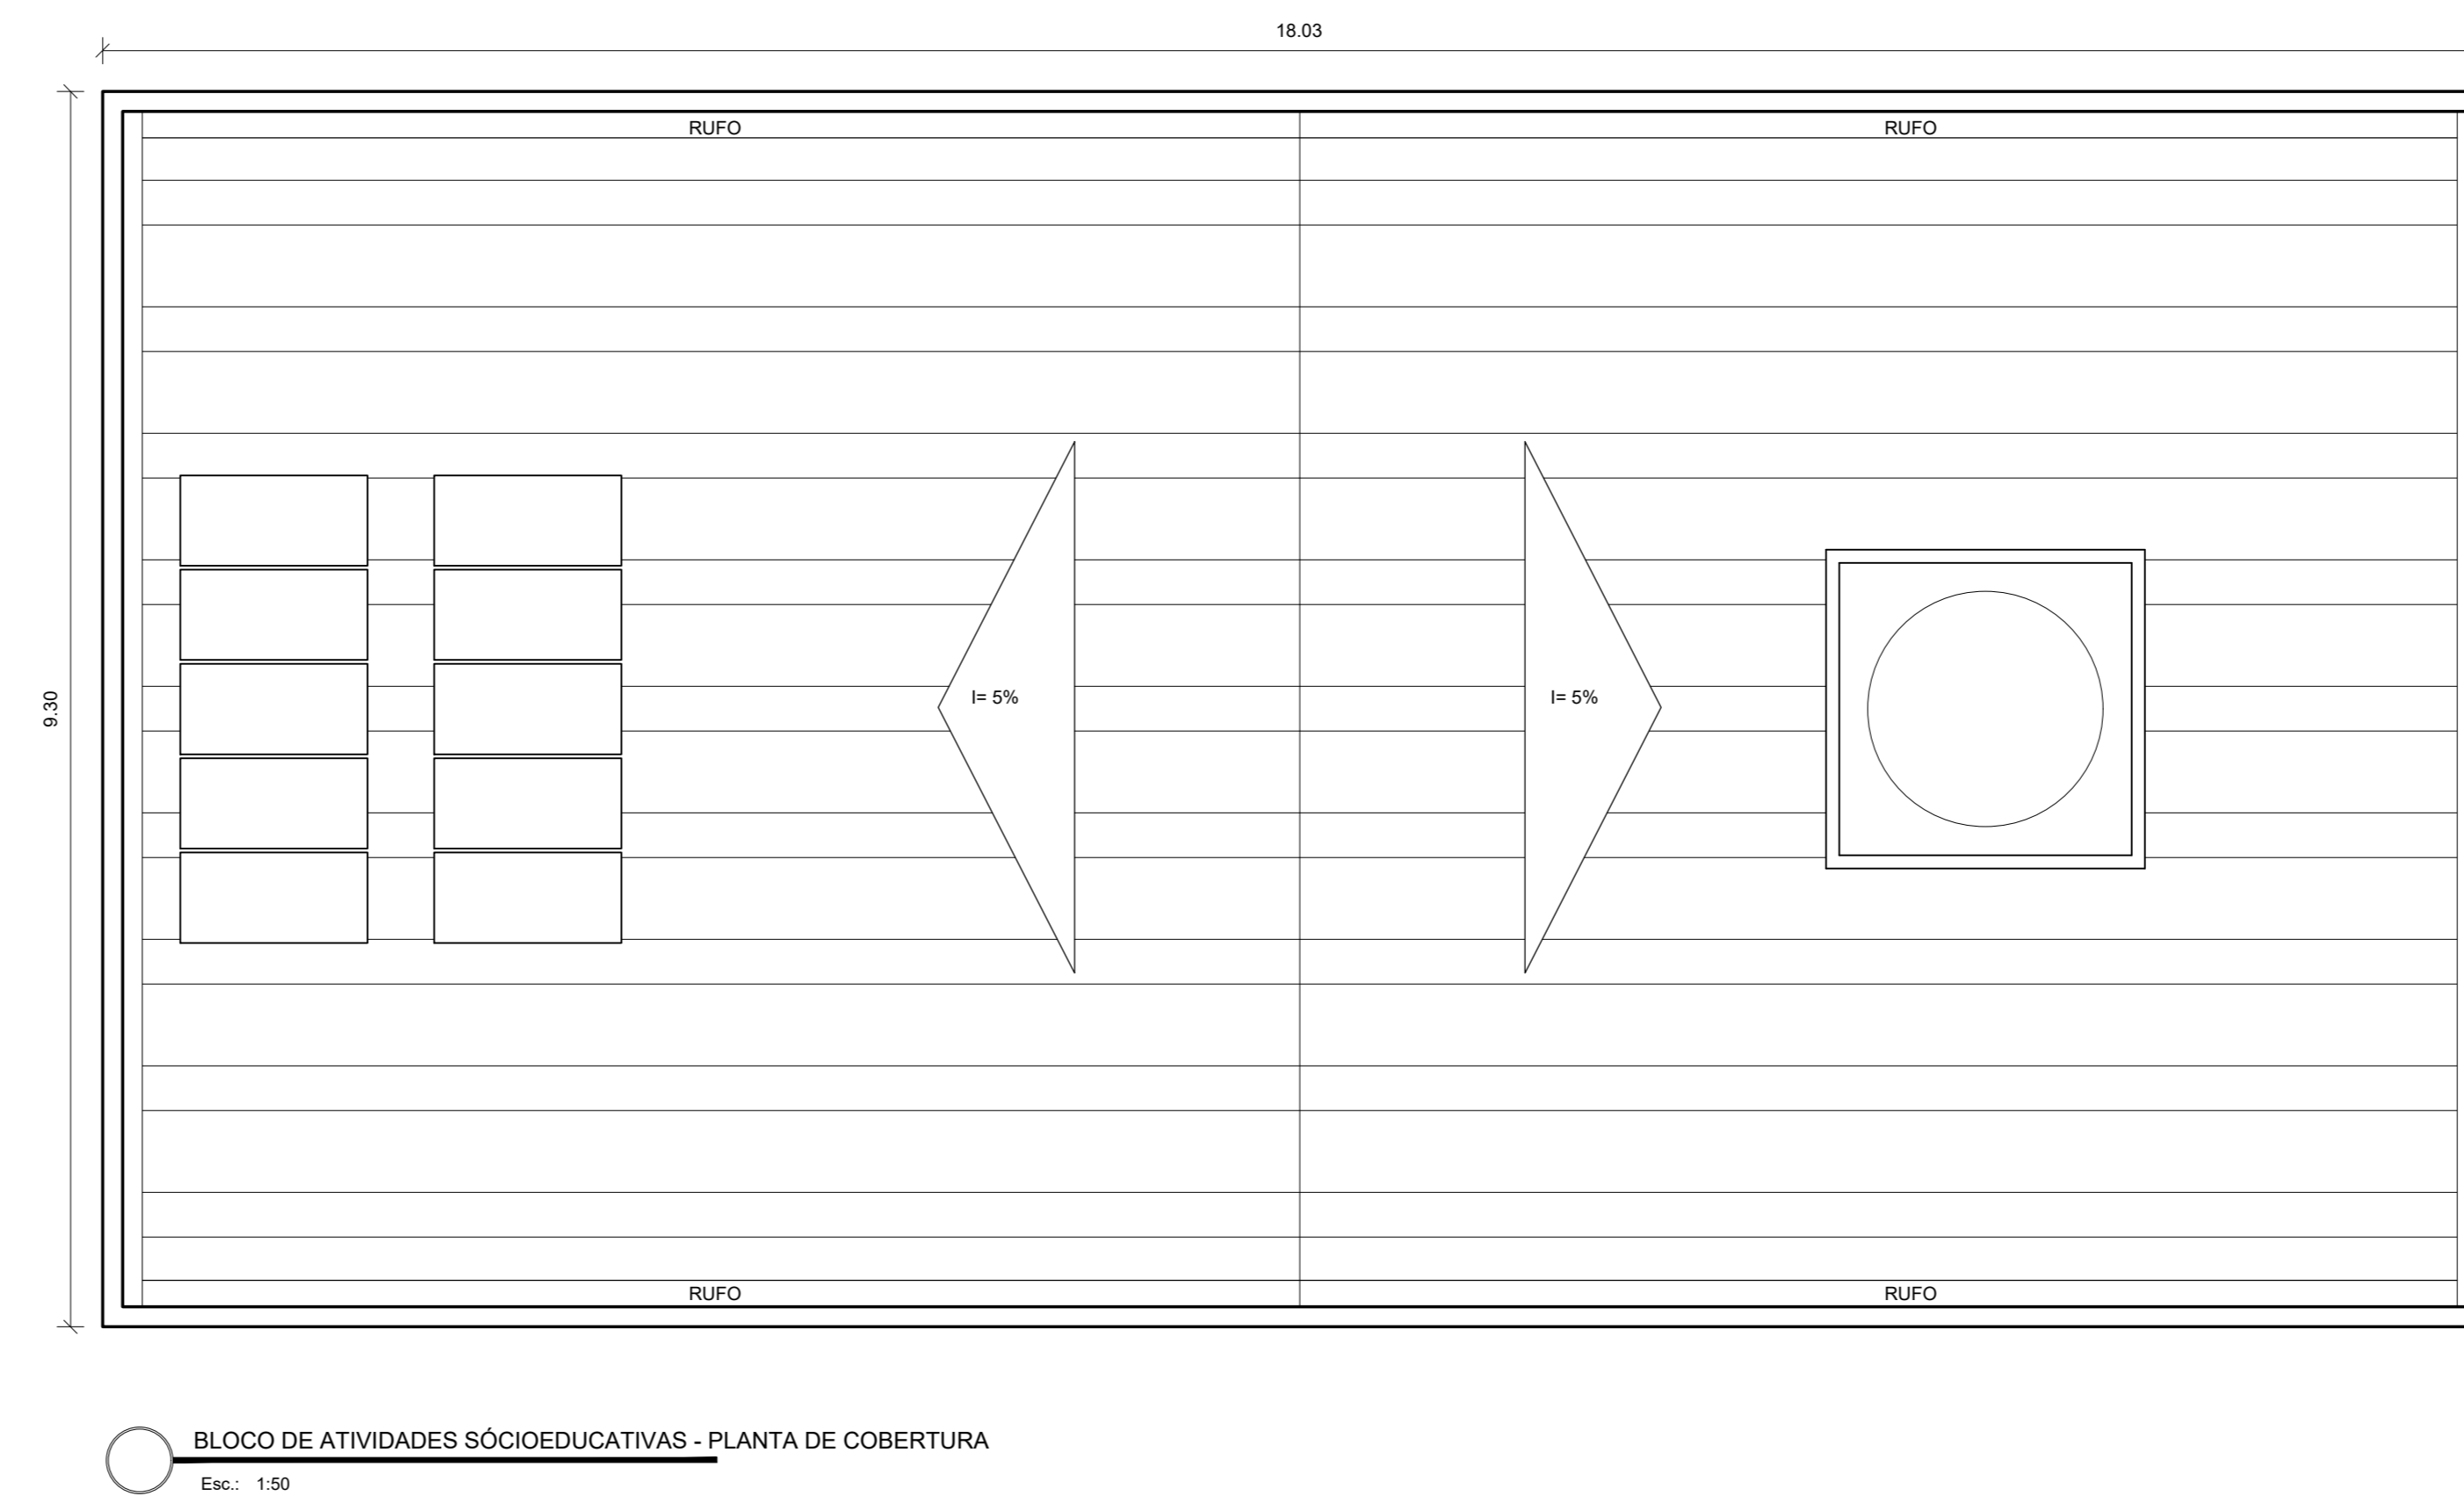 18.03
RUFO RUFO
9.30
I= 5% I= 5%
RUFO RUFO
BLOCO DE ATIVIDADES SÓCIOEDUCATIVAS - PLANTA DE COBERTURA
Esc.: 1:50